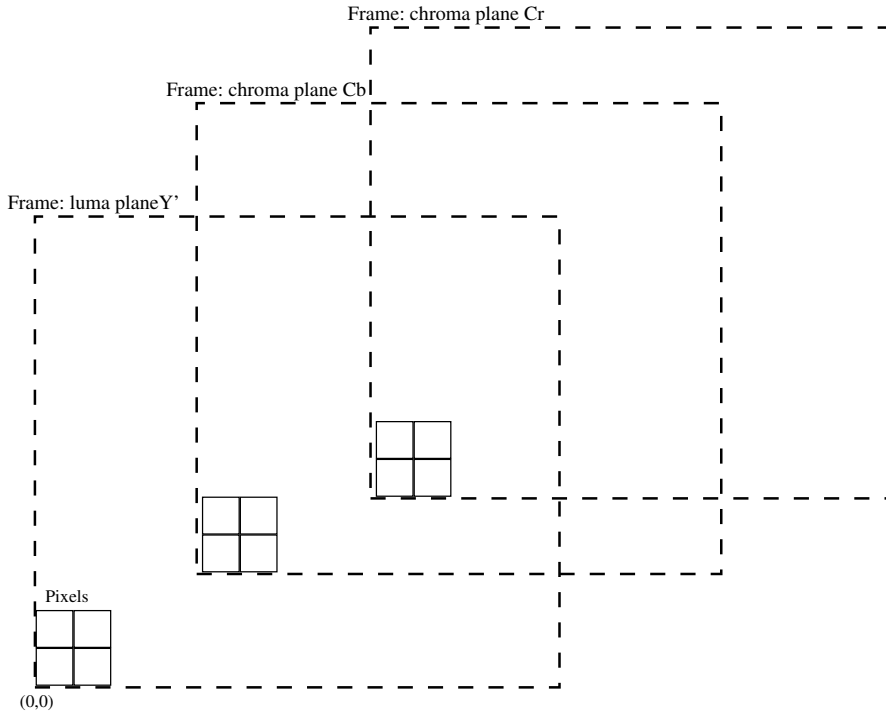 Frame: chroma plane Cr
Frame: chroma plane Cb
Frame: luma planeY’
Pixels
(0,0)